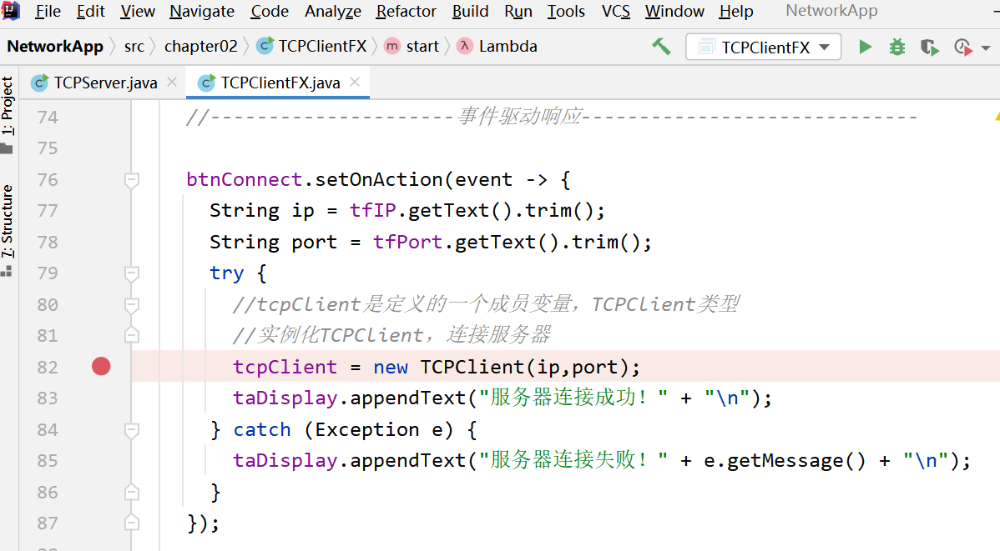 File Edit View Navigate Code Analyze Refactor Build Run Tools VCS Window Help NetworkApp
NetworkApp src chapter02 C TCPClientFX m start λ Lambda TCPClientFX
C TCPServer.java C TCPClientFX.java
1: Project
7: Structure
74 //---------------------事件驱动响应-----------------------------
75
76 btnConnect.setOnAction(event -> {
77 String ip = tfIP.getText().trim();
78 String port = tfPort.getText().trim();
79 try {
80 //tcpClient是定义的一个成员变量，TCPClient类型
81 //实例化TCPClient，连接服务器
82 tcpClient = new TCPClient(ip,port);
83 taDisplay.appendText("服务器连接成功！" + "\n");
84 } catch (Exception e) {
85 taDisplay.appendText("服务器连接失败！" + e.getMessage() + "\n");
86 }
87 });